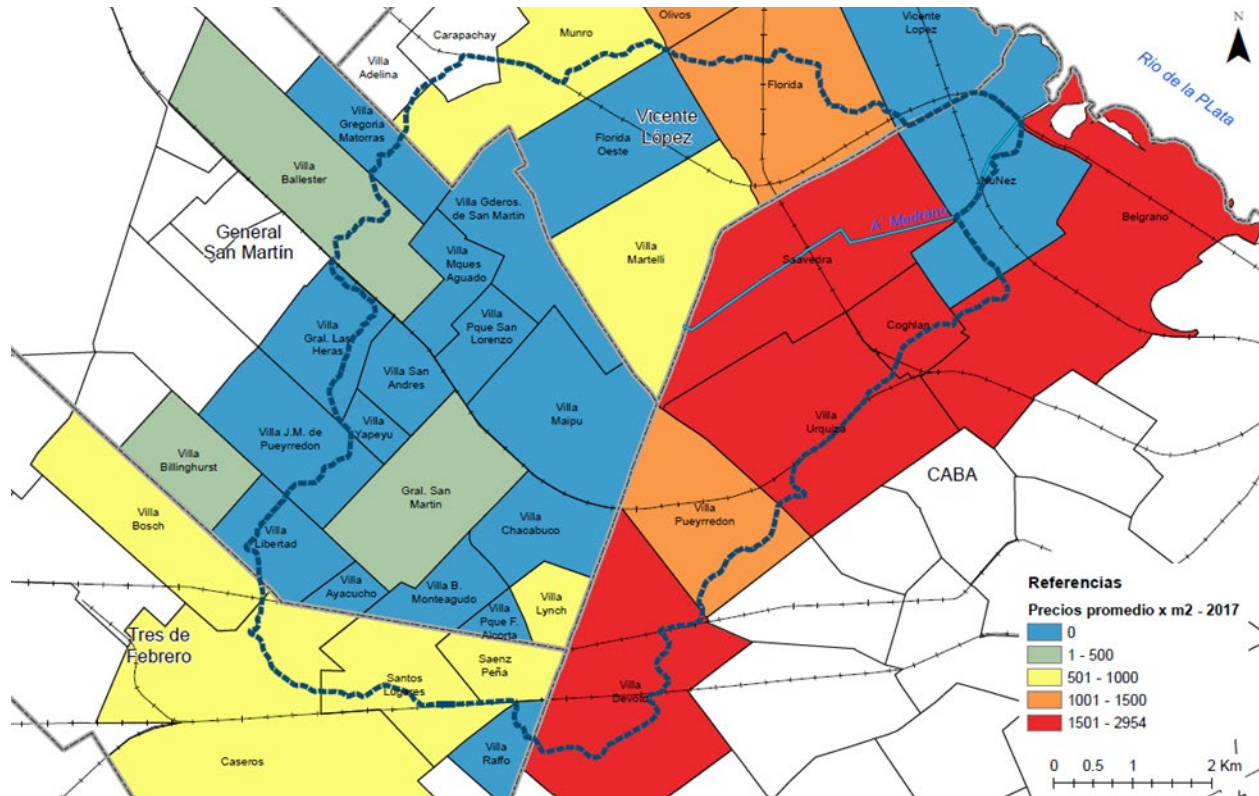 Olivos
Vicente
Lopez
N
Carapachay
Munro
Villa
Adelina
Rio de la PLata
Florida
Villa
Gregoria
Matorras
Vicente
López
Florida
Oeste
Villa
Ballester
NuÑez
Villa Gderos.
de San Martin
A° Medrano
Belgrano
General
San Martín
Villa
Mques
Aguado
Villa
Martelli
Saavedra
Villa
Pque San
Lorenzo
Villa
Gral. Las
Heras
Coghlan
Villa San
Andres
Villa
Maipu
Villa
Urquiza
Villa
Yapeyu
Villa J.M. de
Pueyrredon
Villa
Billinghurst
CABA
Gral. San
Martin
Villa
Pueyrredon
Villa
Bosch
Villa
Chacabuco
Villa
Libertad
Villa
Ayacucho
Villa B.
Monteagudo
Villa
Lynch
Villa
Pque F.
Alcorta
Tres de
Febrero
Saenz
Peña
Santos
Lugares
Villa
Devoto
Villa
Raffo
Caseros
Referencias
Precios promedio x m2 - 2017
0
1 - 500
501 - 1000
1001 - 1500
1501 - 2954
0 0.5 1 2 Km